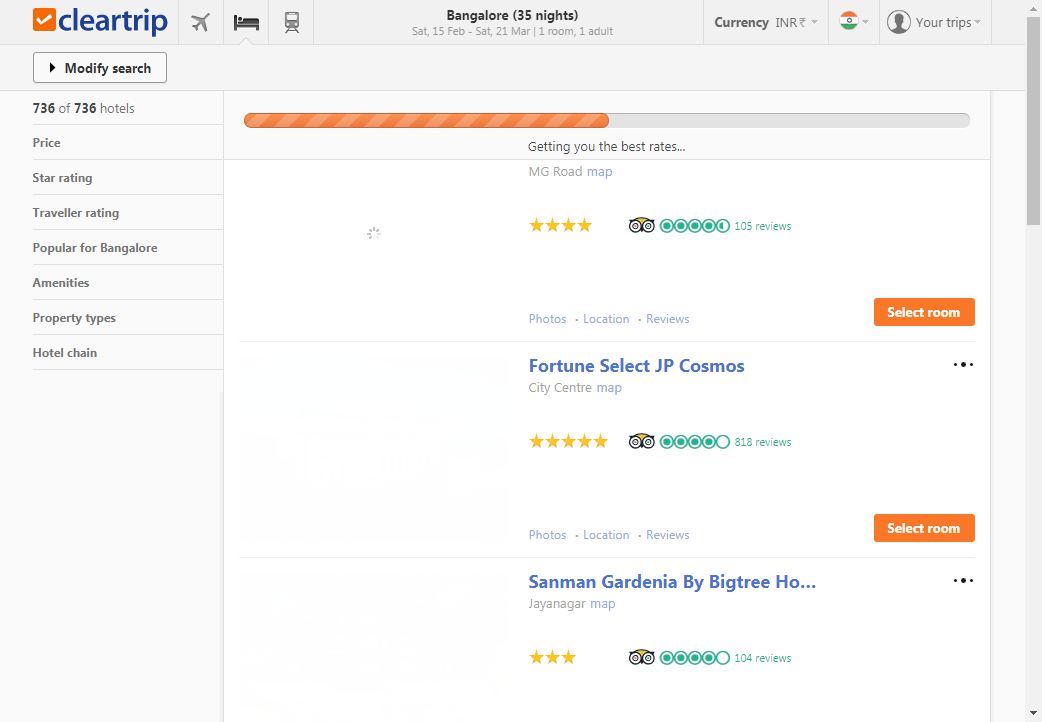 cleartrip
Bangalore (35 nights)
Sat, 15 Feb - Sat, 21 Mar | 1 room, 1 adult
Currency INR ₹
Your trips
Modify search
736 of 736 hotels
Price
Star rating
Traveller rating
Popular for Bangalore
Amenities
Property types
Hotel chain
Getting you the best rates...
MG Road map
105 reviews
Photos • Location • Reviews
Select room
Fortune Select JP Cosmos
City Centre map
818 reviews
Photos • Location • Reviews
Select room
Sanman Gardenia By Bigtree Ho...
Jayanagar map
104 reviews